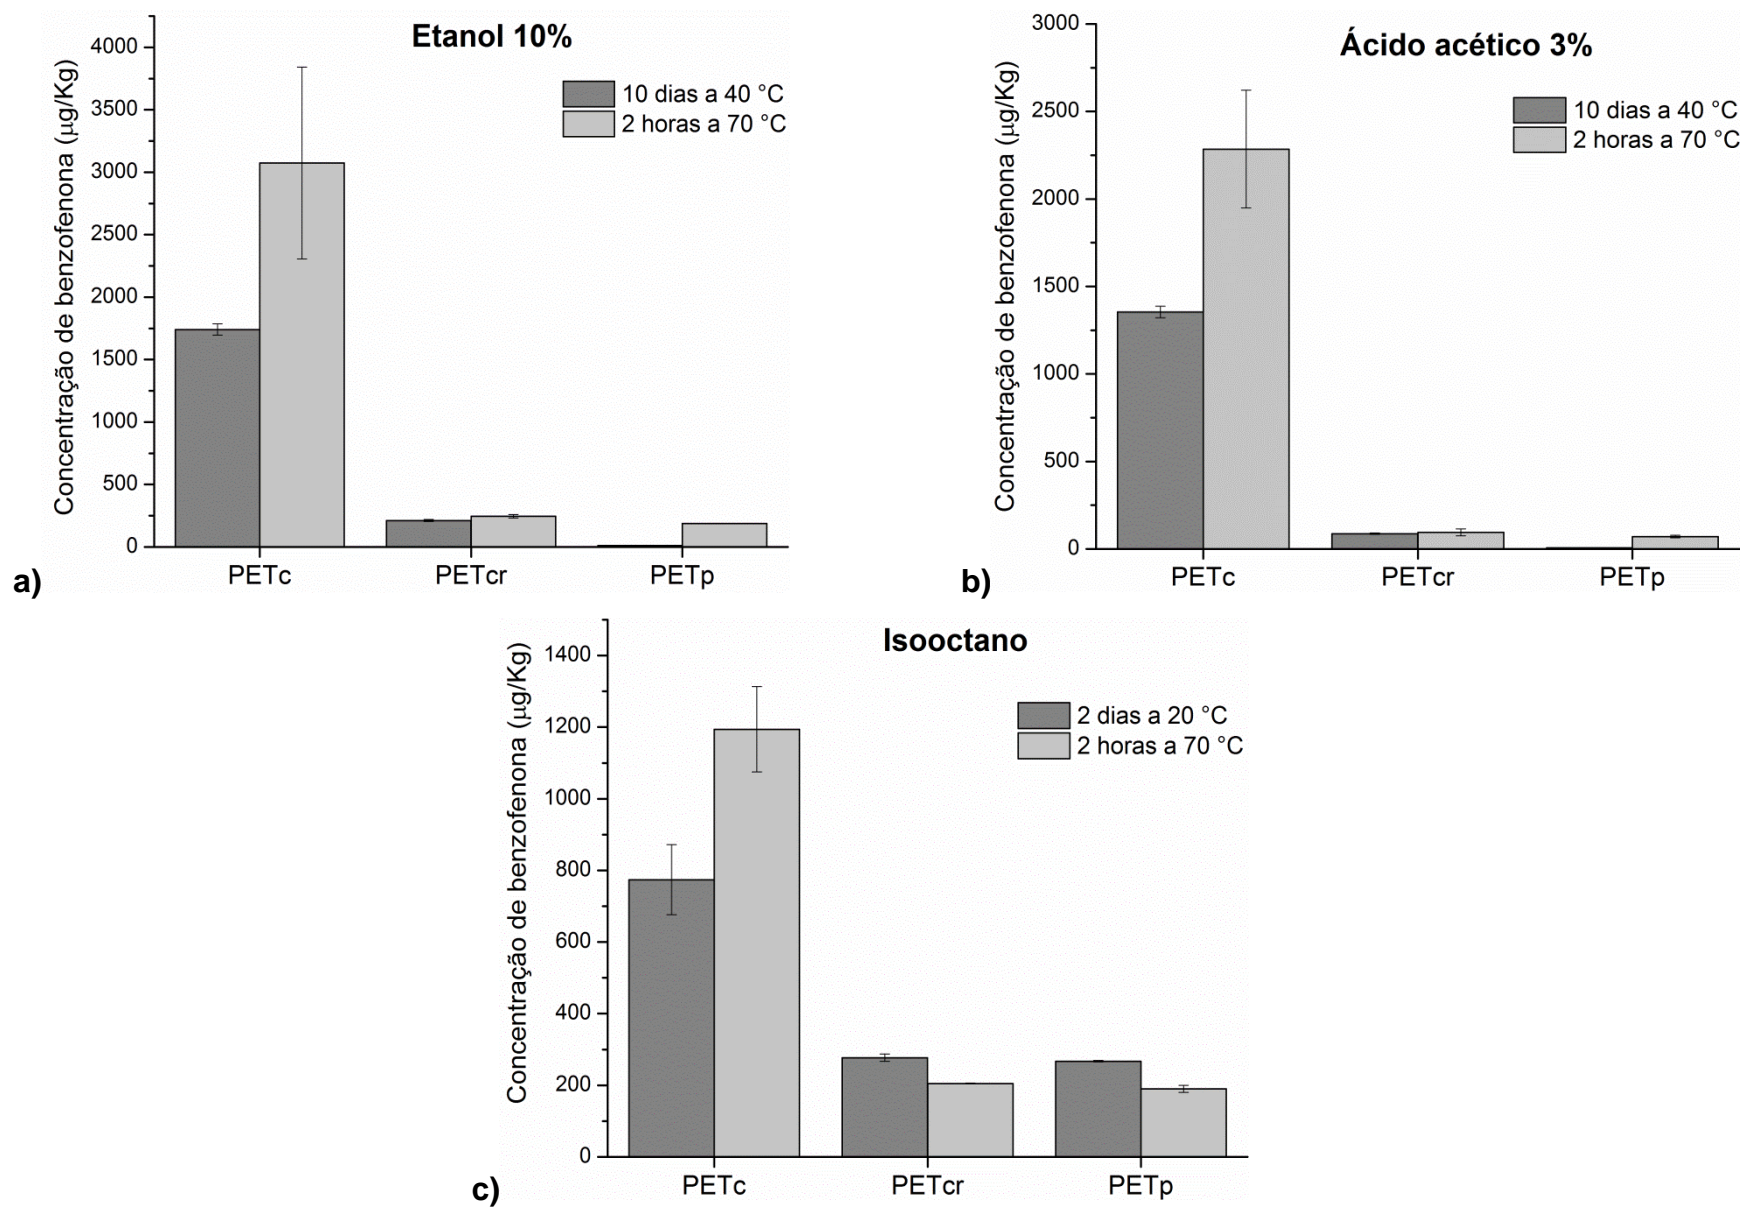 Etanol 10%
10 dias a 40 °C
2 horas a 70 °C
Concentração de benzofenona (μg/Kg)
4000
3500
3000
2500
2000
1500
1000
500
0
PETc
PETcr
PETp
a)
Ácido acético 3%
10 dias a 40 °C
2 horas a 70 °C
Concentração de benzofenona (μg/Kg)
3000
2500
2000
1500
1000
500
0
PETc
PETcr
PETp
b)
Isooctano
2 dias a 20 °C
2 horas a 70 °C
Concentração de benzofenona (μg/Kg)
1400
1200
1000
800
600
400
200
0
PETc
PETcr
PETp
c)